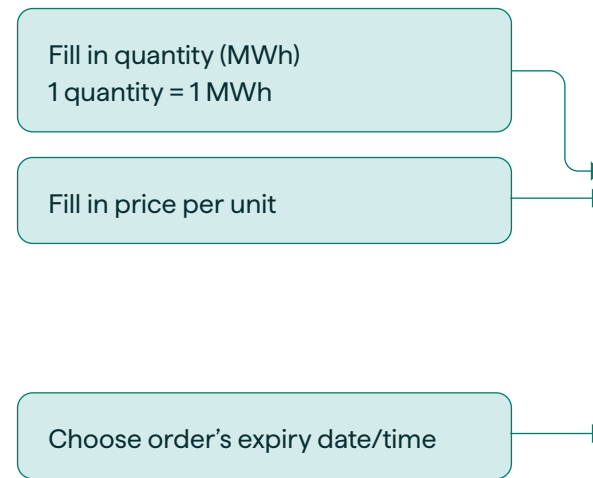 Fill in quantity (MWh)
1 quantity = 1 MWh
Fill in price per unit
Choose order’s expiry date/time